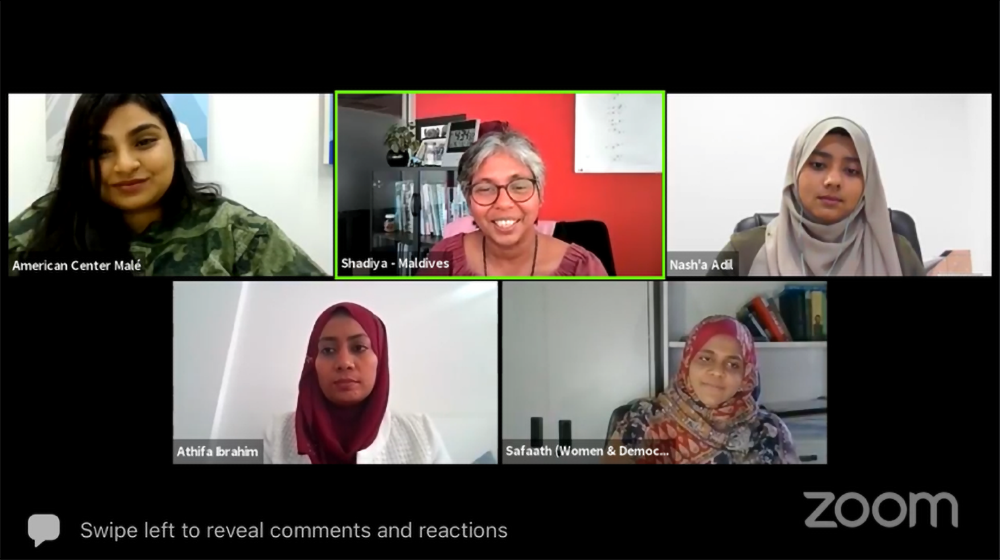 American Center Malé
Shadiya - Maldives
Nash'a Adil
Athifa Ibrahim
Safaath (Women & Democ...
Swipe left to reveal comments and reactions
zoom